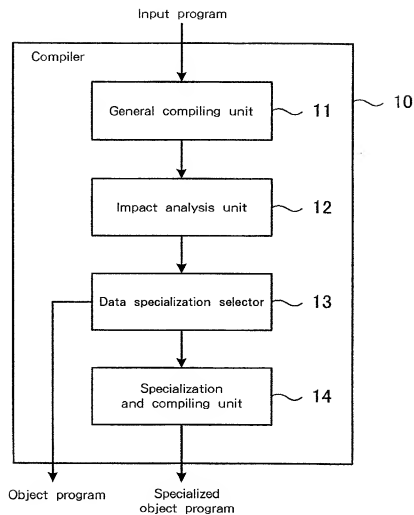 Input program
Compiler
10
General compiling unit
11
Impact analysis unit
12
Data specialization selector
13
Specialization
and compiling unit
14
Object program
Specialized
object program